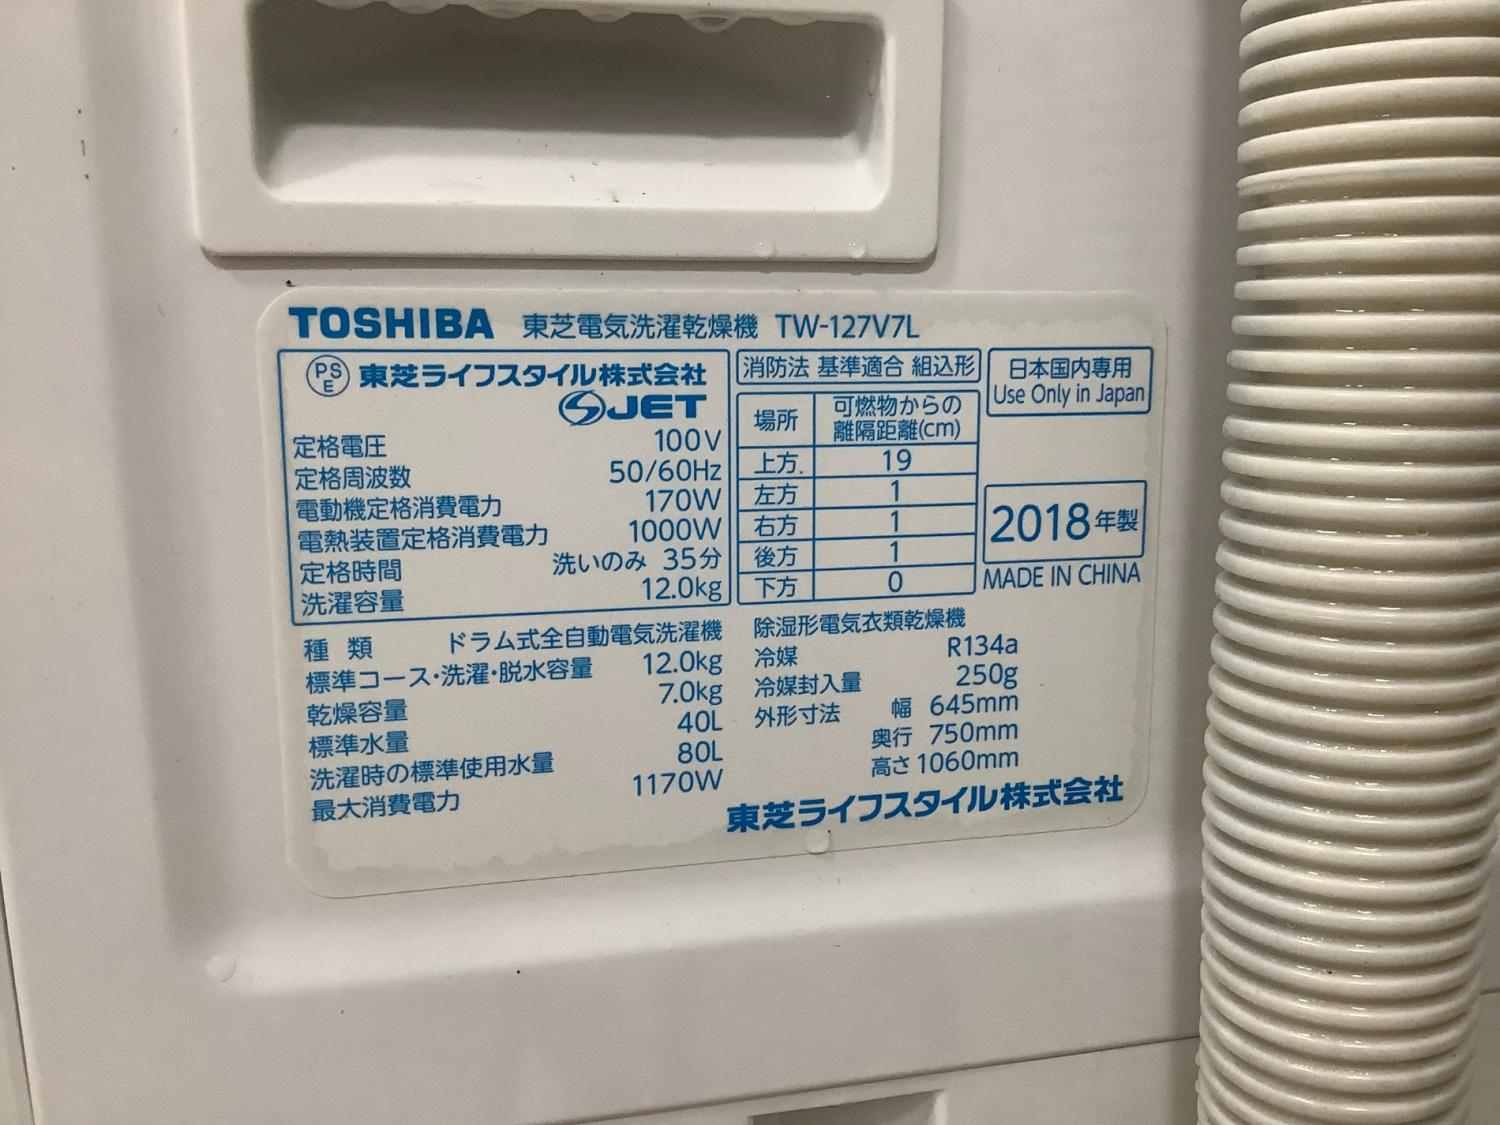 TOSHIBA 東芝電気洗濯乾燥機 TW-127V7L
PSE 東芝ライフスタイル株式会社
JET
定格電圧 100V
定格周波数 50/60Hz
電動機定格消費電力 170W
電熱装置定格消費電力 1000W
定格時間 洗いのみ 35分
洗濯容量 12.0kg
消防法 基準適合 組込形
場所 可燃物からの
離隔距離(cm)
上方. 19
左方 1
右方 1
後方 1
下方 0
日本国内専用
Use Only in Japan
2018年製
MADE IN CHINA
種 類 ドラム式全自動電気洗濯機
標準コース・洗濯・脱水容量 12.0kg
乾燥容量 7.0kg
標準水量 40L
洗濯時の標準使用水量 80L
最大消費電力 1170W
除湿形電気衣類乾燥機
冷媒 R134a
冷媒封入量 250g
外形寸法 幅 645mm
奥行 750mm
高さ 1060mm
東芝ライフスタイル株式会社